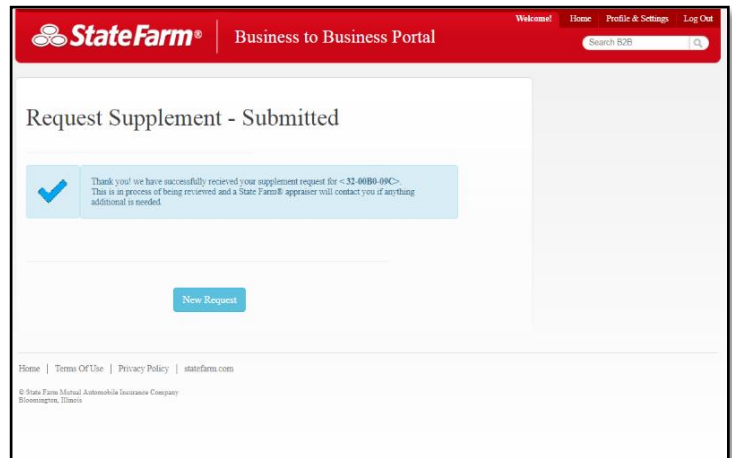 Welcome! Home Profile & Settings Log Out
StateFarm® Business to Business Portal
Search B2B
Request Supplement - Submitted
Thank you! we have successfully recieved your supplement request for <32-00B0-09C>.
This is in process of being reviewed and a State Farm® appraiser will contact you if anything
additional is needed.
New Request
Home | Terms Of Use | Privacy Policy | statefarm.com
© State Farm Mutual Automobile Insurance Company
Bloomington, Illinois